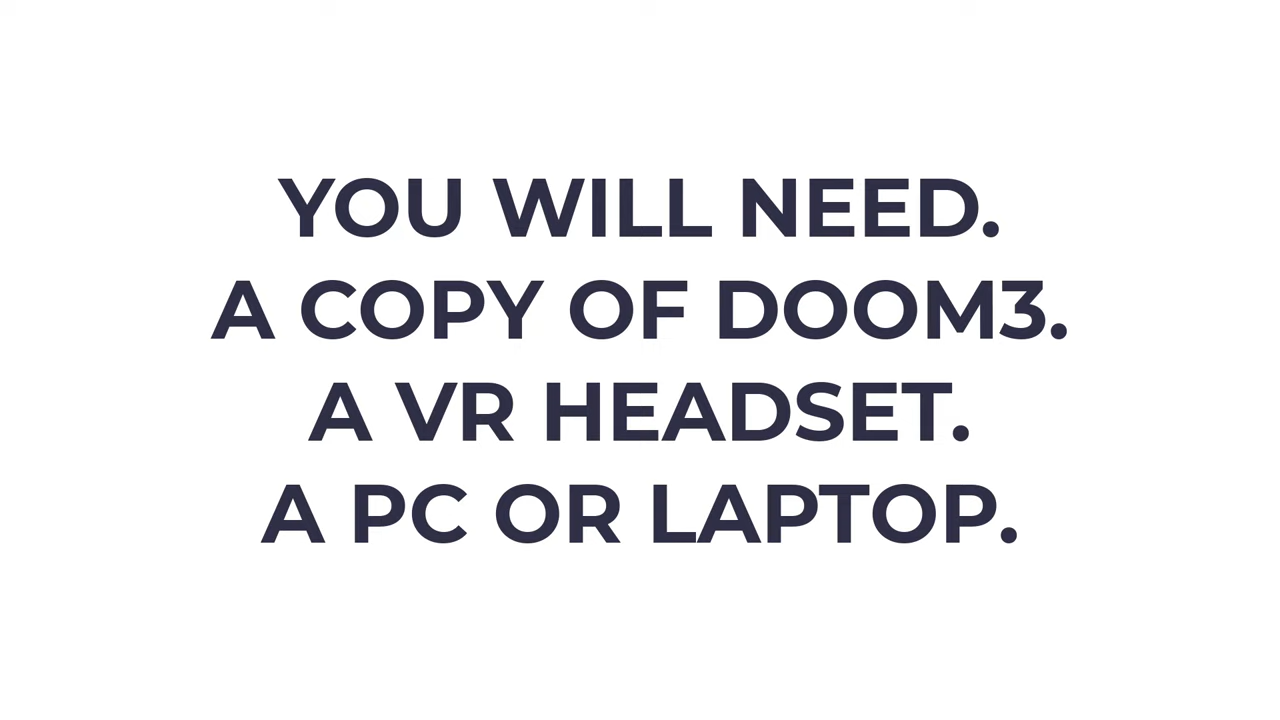 YOU WILL NEED.
A COPY OF DOOM3.
A VR HEADSET.
A PC OR LAPTOP.